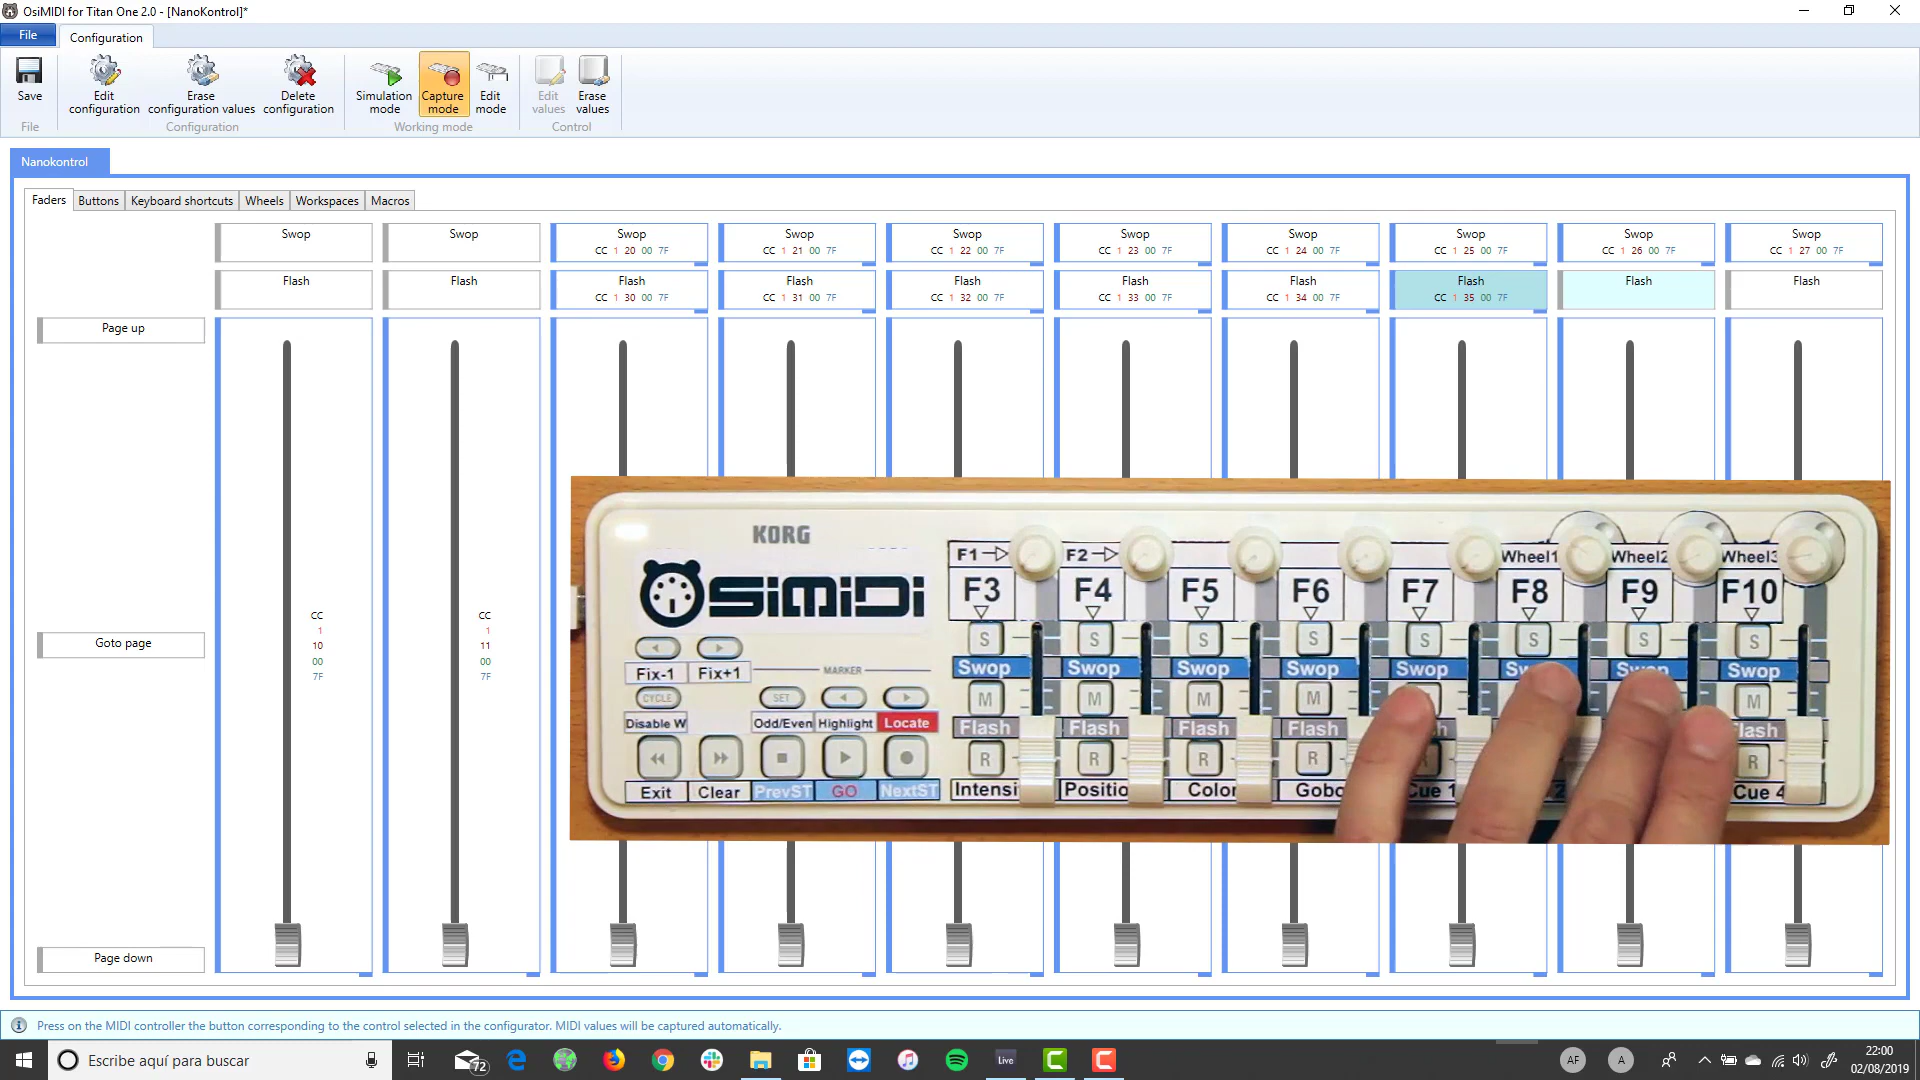 OsiMIDI for Titan One 2.0 - [NanoKontrol]*
File
Configuration
Save
Edit configuration
Erase configuration values
Delete configuration
Simulation mode
Capture mode
Edit mode
Edit values
Erase values
File
Configuration
Working mode
Control
Nanokontrol
Faders
Buttons
Keyboard shortcuts
Wheels
Workspaces
Macros
Swop
Swop
Swop
CC 1 20 00 7F
Swop
CC 1 21 00 7F
Swop
CC 1 22 00 7F
Swop
CC 1 23 00 7F
Swop
CC 1 24 00 7F
Swop
CC 1 25 00 7F
Swop
CC 1 26 00 7F
Swop
CC 1 27 00 7F
Flash
Flash
Flash
CC 1 30 00 7F
Flash
CC 1 31 00 7F
Flash
CC 1 32 00 7F
Flash
CC 1 33 00 7F
Flash
CC 1 34 00 7F
Flash
CC 1 35 00 7F
Flash
Flash
Page up
Goto page
Page down
CC
1
10
00
7F
CC
1
11
00
7F
KORG
OsiMiDi
F1
F2
Wheel1
Wheel2
Wheel3
F3
F4
F5
F6
F7
F8
F9
F10
S
S
S
S
S
S
S
S
Swop
Swop
Swop
Swop
Swop
Swop
Swop
Fix-1
Fix+1
MARKER
CYCLE
SET
M
M
M
M
M
Disable W
Odd/Even
Highlight
Locate
Flash
Flash
Flash
Flash
Flash
R
R
R
R
R
Exit
Clear
PrevST
GO
NextST
Intensi
Positio
Color
Gobo
Cue 1
Cue 4
Press on the MIDI controller the button corresponding to the control selected in the configurator. MIDI values will be captured automatically.
Escribe aquí para buscar
72
Live
AF
A
22:00
02/08/2019